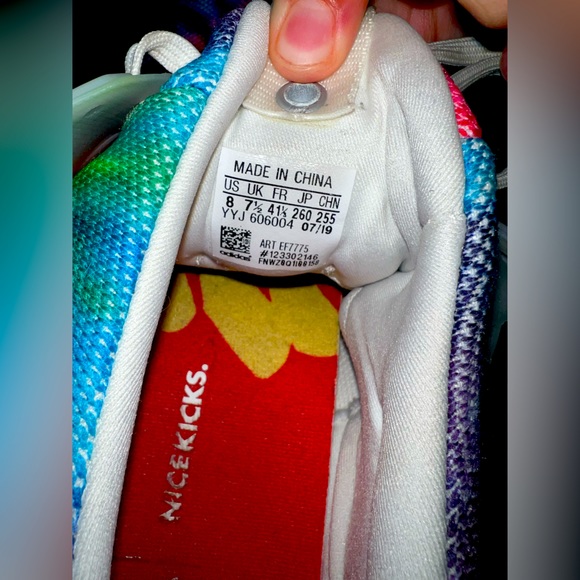 MADE IN CHINA
US UK FR JP CHN
8 7½ 41⅓ 260 255
YYJ 606004 07/19
ART EF7775
#123302146
adidas
NICEKICKS.